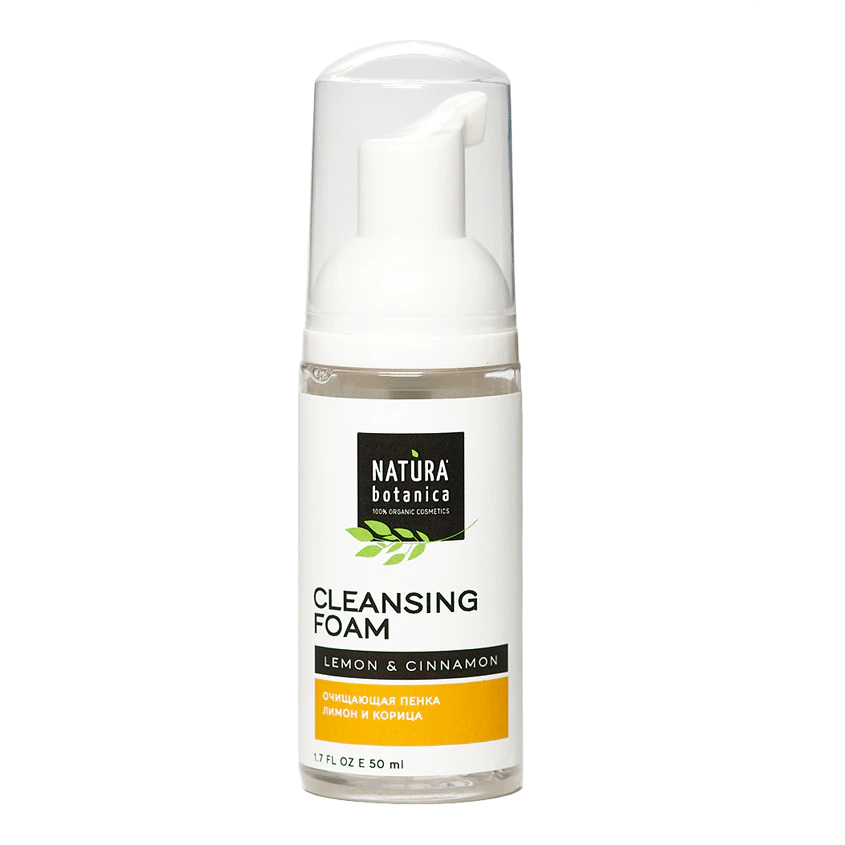 NATURA®
botanica
100% ORGANIC COSMETICS
CLEANSING
FOAM
LEMON & CINNAMON
ОЧИЩАЮЩАЯ ПЕНКА
ЛИМОН И КОРИЦА
1.7 FL OZ E 50 ml